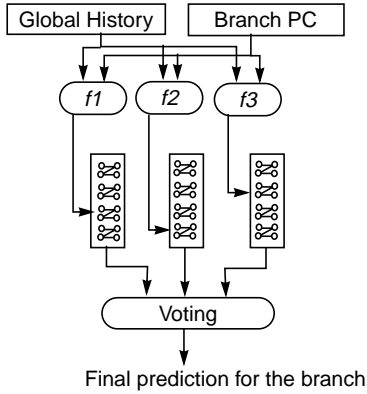 Global History
Branch PC
f1
f2
f3
Voting
Final prediction for the branch